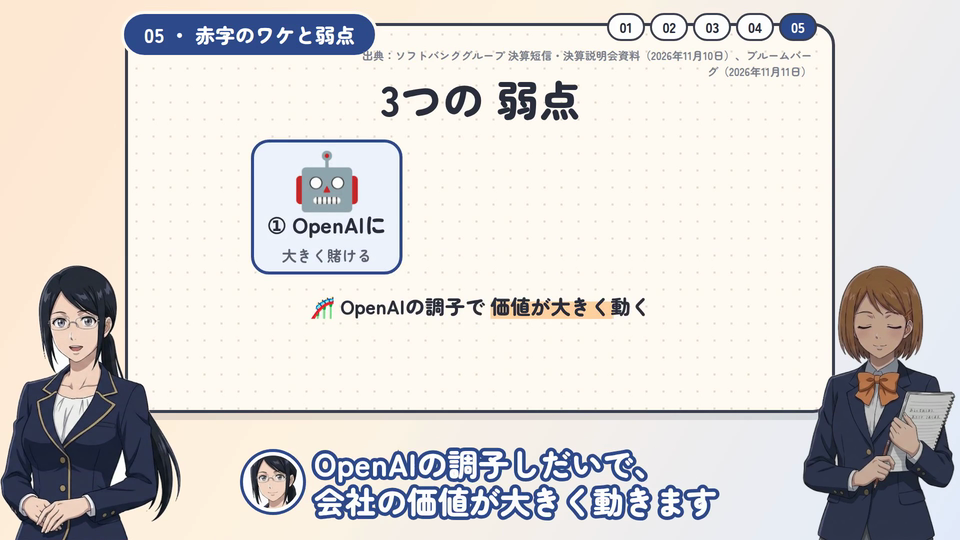 05 ・ 赤字のワケと弱点
01 02 03 04 05
出典：ソフトバンクグループ 決算短信・決算説明会資料（2026年11月10日）、ブルームバー
グ（2026年11月11日）
3つの 弱点
① OpenAIに
大きく賭ける
OpenAIの調子で 価値が大きく動く
OpenAIの調子しだいで、
会社の価値が大きく動きます